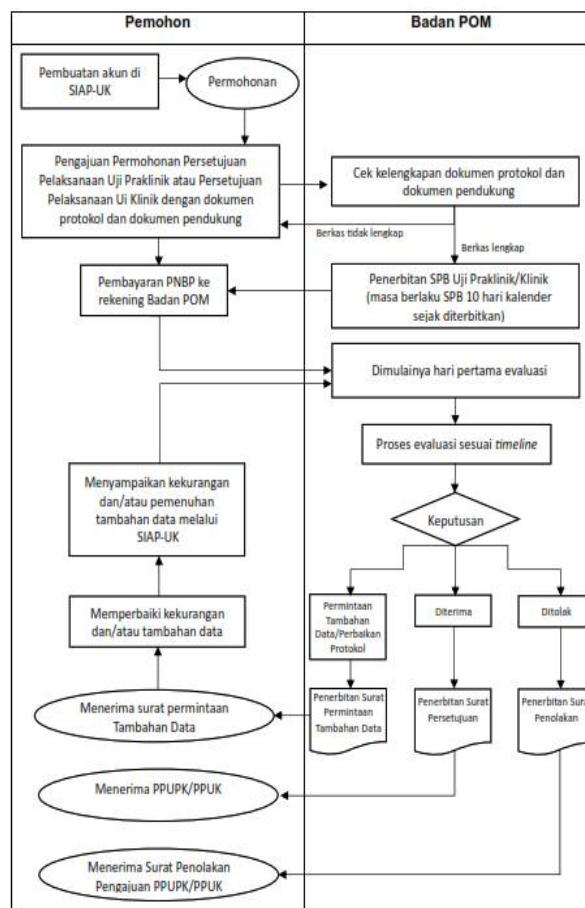 Pemohon
Badan POM
Pembuatan akun di
SIAP-UK
Permohonan
Pengajuan Permohonan Persetujuan
Pelaksanaan Uji Praklinik atau Persetujuan
Pelaksanaan Ui Klinik dengan dokumen
protokol dan dokumen pendukung
Cek kelengkapan dokumen protokol dan
dokumen pendukung
Berkas tidak lengkap
Berkas lengkap
Pembayaran PNBP ke
rekening Badan POM
Penerbitan SPB Uji Praklinik/Klinik
(masa berlaku SPB 10 hari kalender
sejak diterbitkan)
Dimulainya hari pertama evaluasi
Proses evaluasi sesuai timeline
Menyampaikan kekurangan
dan/atau pemenuhan
tambahan data melalui
SIAP-UK
Keputusan
Memperbaiki kekurangan
dan/atau tambahan data
Permintaan
Tambahan
Data/Perbaikan
Protokol
Diterima
Ditolak
Menerima surat permintaan
Tambahan Data
Penerbitan Surat
Permintaan
Tambahan Data
Penerbitan Surat
Persetujuan
Penerbitan Sura
Penolakan
Menerima PPUPK/PPUK
Menerima Surat Penolakan
Pengajuan PPUPK/PPUK